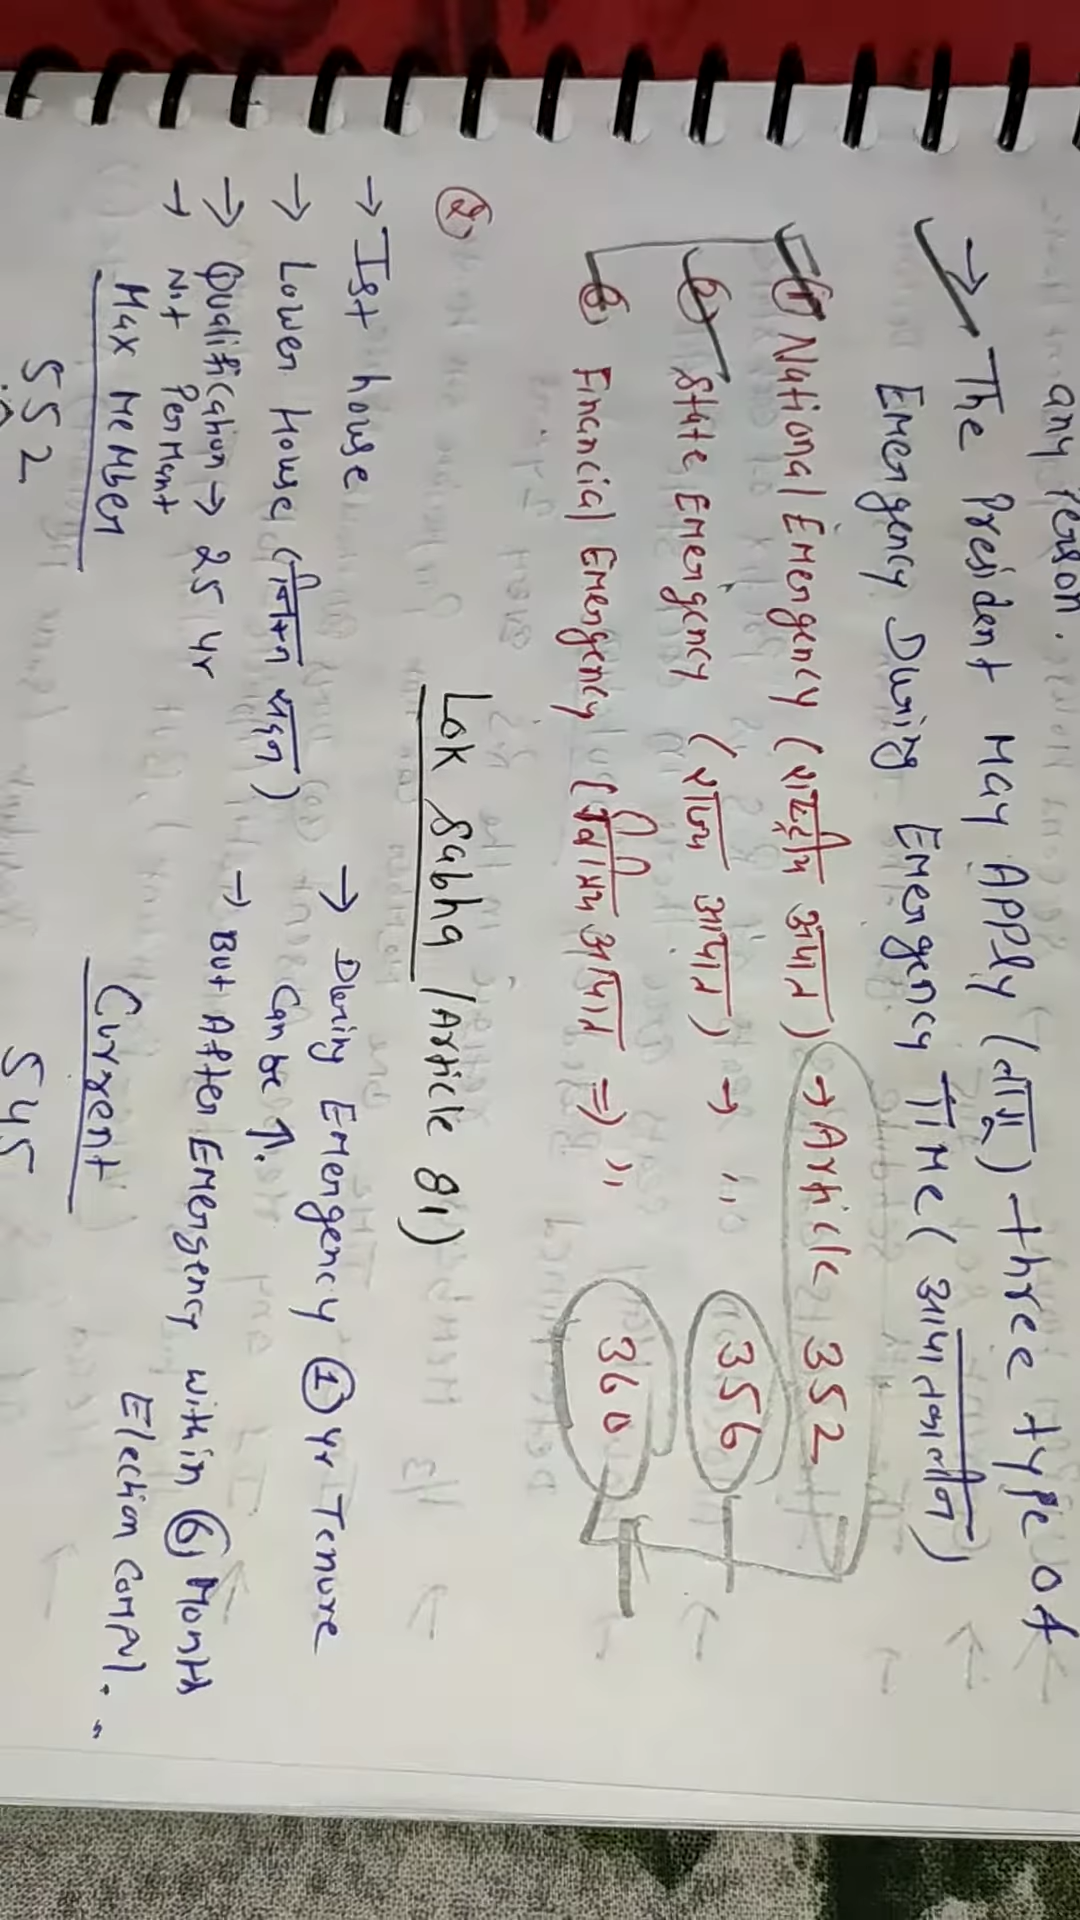 any Person.
→ The President May Apply (लागू) three type of
Emergency During Emergency Time (आपातकालीन)
① National Emergency (राष्ट्रीय अपात) → Article 352
② State Emergency (राज्य आपात) → ,, 356
③ Financial Emergency (वित्तीय अपात ⇒ ,, 360
② Lok Sabha (Article 81)
→ Ist house
→ Lower House (निम्न सदन)
→ Qualification → 25 yr
→ Not Permant
→ During Emergency ① yr Tenure
Can be ↑.
→ But After Emergency within ⑥ Month
Election Compl.
Max Member
552
Current
545